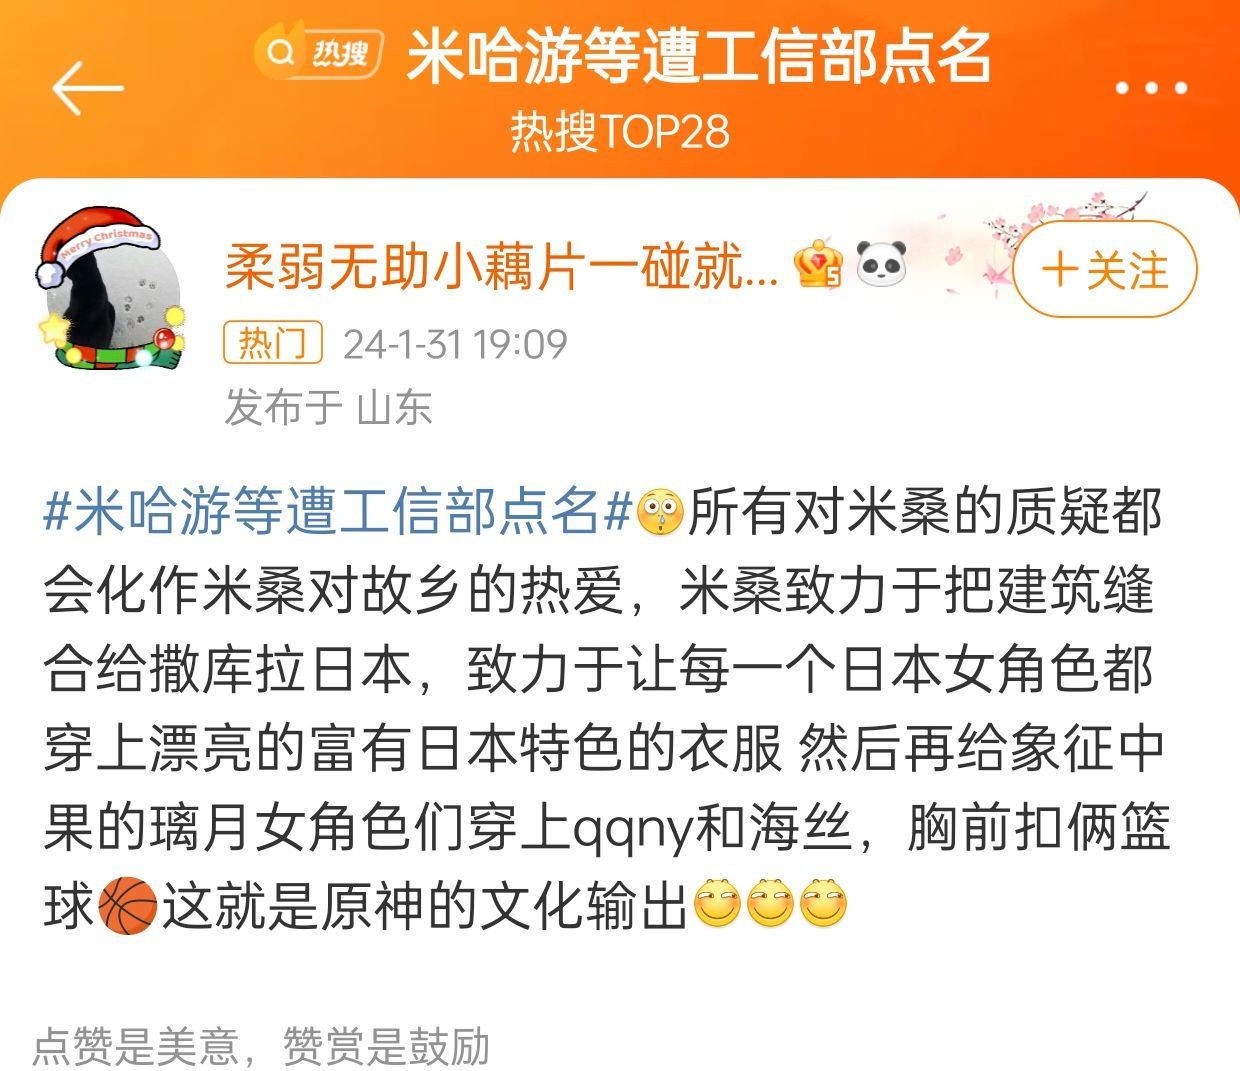 热搜 米哈游等遭工信部点名
热搜TOP28
Merry Christmas
柔弱无助小藕片一碰就...
5
+关注
热门 24-1-31 19:09
发布于 山东
#米哈游等遭工信部点名#所有对米桑的质疑都
会化作米桑对故乡的热爱，米桑致力于把建筑缝
合给撒库拉日本，致力于让每一个日本女角色都
穿上漂亮的富有日本特色的衣服 然后再给象征中
果的璃月女角色们穿上qqny和海丝，胸前扣俩篮
球🏀这就是原神的文化输出
点赞是美意，赞赏是鼓励